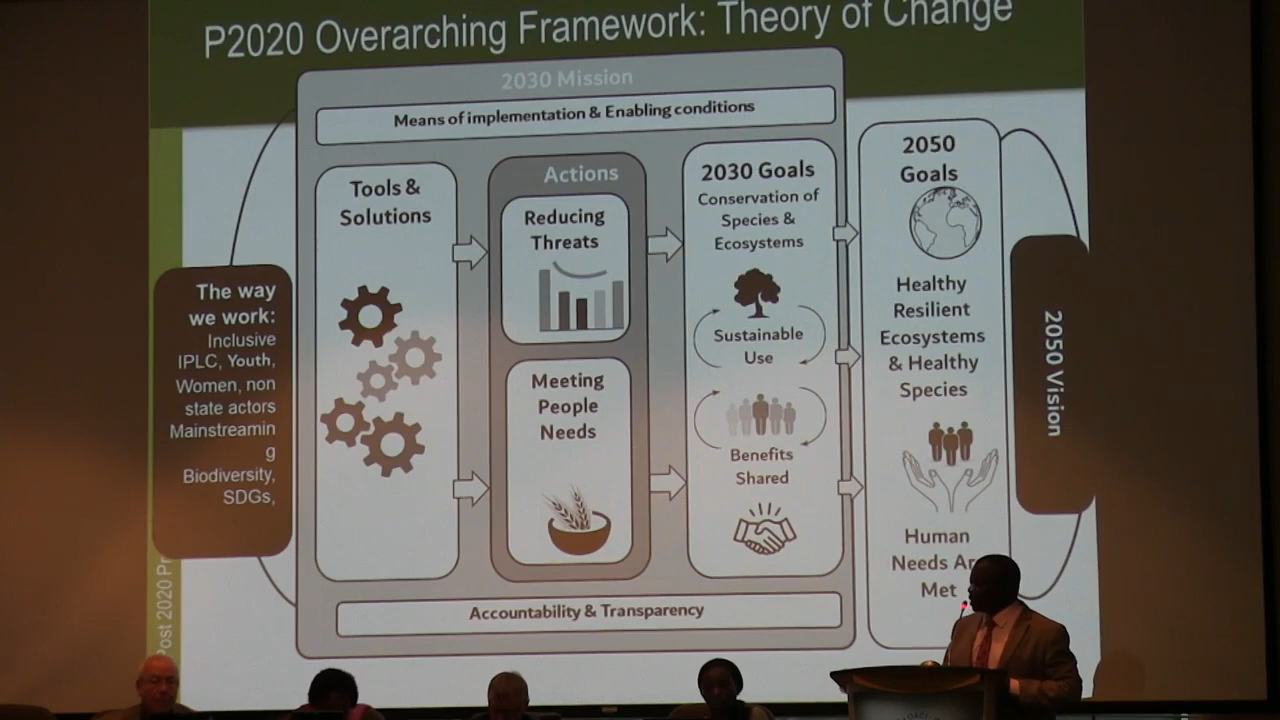 P2020 Overarching Framework: Theory of Change
2030 Mission
Means of implementation & Enabling conditions
The way
we work:
Inclusive
IPLC, Youth,
Women, non
state actors
Mainstreamin
g
Biodiversity,
SDGs,
Tools &
Solutions
Actions
Reducing
Threats
Meeting
People
Needs
2030 Goals
Conservation of
Species &
Ecosystems
Sustainable
Use
Benefits
Shared
2050
Goals
Healthy
Resilient
Ecosystems
& Healthy
Species
Human
Needs Ar
Met
2050 Vision
Accountability & Transparency
Post 2020 Pr